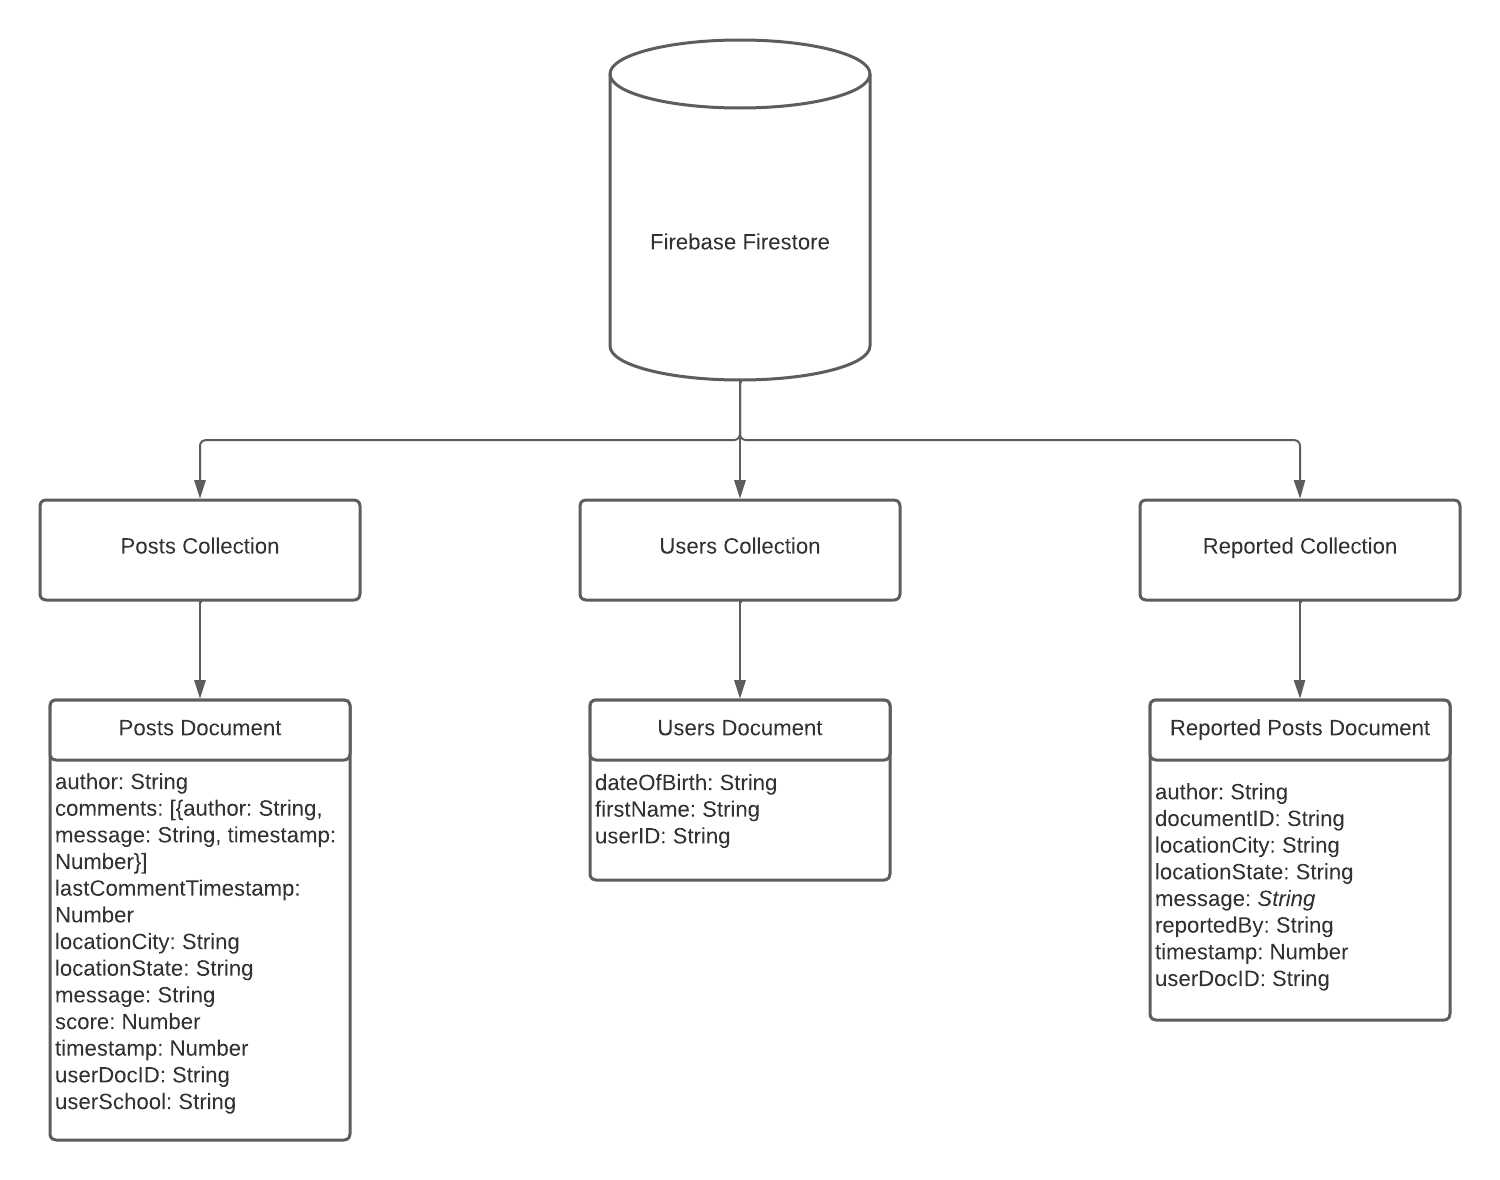 Firebase Firestore
Posts Collection
Users Collection
Reported Collection
Posts Document
author: String
comments: [{author: String,
message: String, timestamp:
Number}]
lastCommentTimestamp:
Number
locationCity: String
locationState: String
message: String
score: Number
timestamp: Number
userDocID: String
userSchool: String
Users Document
dateOfBirth: String
firstName: String
userID: String
Reported Posts Document
author: String
documentID: String
locationCity: String
locationState: String
message: String
reportedBy: String
timestamp: Number
userDocID: String